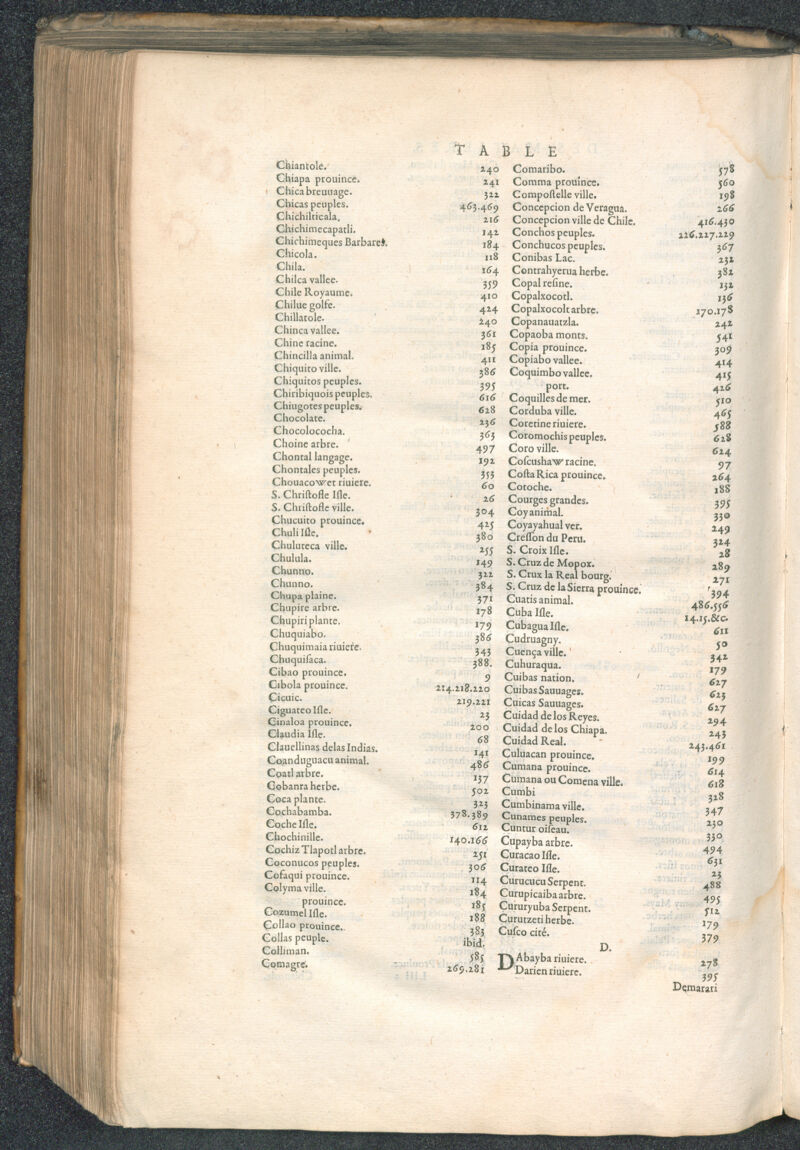 TABLE
Chiantole. 240
Chiapa prouince. 241
Chica breuuage. 322
Chicas peuples. 463.469
Chichilticala. 216
Chichimecapatli. 142
Chichimeques Barbares. 184
Chicola. 118
Chila. 164
Chilca vallee. 359
Chile Royaume. 410
Chilue golfe. 424
Chillatole. 240
Chinca vallee. 361
Chine racine. 185
Chincilla animal. 411
Chiquito ville. 386
Chiquitos peuples. 395
Chiribiquois peuples. 616
Chiugotes peuples. 628
Chocolate. 236
Chocolococha. 363
Choine arbre. 497
Chontal langage. 192
Chontales peuples. 353
Chouacowet riuiere. 60
S. Chriſtofle Iſle. 26
S. Chriſtofle ville. 304
Chucuito prouince. 425
Chuli Iſle. 380
Chuluteca ville. 255
Chulula. 149
Chunno. 322
Chunno. 384
Chupa plaine. 371
Chupire arbre. 178
Chupiri plante. 179
Chuquiabo. 386
Chuquimaia riuiere. 343
Chuquiſaca. 388.
Cibao prouince. 9
Cibola prouince. 214.218.220
Cicuic. 219.221
Ciguateo Iſle. 23
Cinaloa prouince. 200
Claudia Iſle. 68
Clauellinas delas Indias. 141
Coanduguacu animal. 486
Coatl arbre. 137
Cobanra herbe. 502
Coca plante. 323
Cochabamba. 378.389
Coche Iſle. 612
Chochinille. 140.166
Cochiz Tlapotl arbre. 251
Coconucos peuples. 306
Cofaqui prouince. 114
Colyma ville. 184
prouince. 185
Cozumel Iſle. 188
Collao prouince. 383
Collas peuple. ibid.
Colliman. 585
Comagre. 269.281
Comaribo. 578
Comma prouince. 560
Compoſtelle ville. 198
Concepcion de Veragua. 266
Concepcion ville de Chile. 416.430
Conchos peuples. 226.227.229
Conchucos peuples. 367
Conibas Lac. 232
Contrahyerua herbe. 382
Copal reſine. 132
Copalxocotl. 136
Copalxocolt arbre. 170.178
Copanauatzla. 242
Copaoba monts. 541
Copia prouince. 309
Copiabo vallee. 414
Coquimbo vallee. 415
port. 426
Coquilles de mer. 510
Corduba ville. 465
Coretine riuiere. 588
Coromochis peuples. 628
Coro ville. 624
Coſcushaw racine. 97
Coſta Rica prouince. 264
Cotoche. 188
Courges grandes. 395
Coy animal. 330
Coyayahual ver. 249
Creſſon du Peru. 324
S. Croix Iſle. 28
S. Cruz de Mopox. 289
S. Crux la Real bourg. 271
S. Cruz de la Sierra prouince. 394
Cuatis animal. 486.556
Cuba Iſle. 14.15.&c.
Cubagua Iſle. 611
Cudruagny. 50
Cuença ville. 342
Cuhuraqua. 179
Cuibas nation. 627
Cuibas Sauuages. 623
Cuicas Sauuages. 627
Cuidad de los Reyes. 294
Cuidad de los Chiapa. 243
Cuidad Real. 243.461
Culuacan prouince. 199
Cumana prouince. 614
Cumana ou Comena ville. 618
Cumbi 328
Cumbinama ville. 347
Cunames peuples. 230
Cuntur oiſeau. 330
Cupayba arbre. 494
Curacao Iſle. 631
Curateo Iſle. 23
Curucucu Serpent. 488
Curupicaiba arbre. 495
Cururyuba Serpent. 512
Curutzeti herbe. 179
Cuſco cité. 379
D.
DAbayba riuiere. 278
Darien riuiere. 395
Demarari